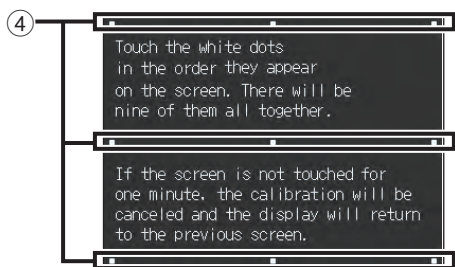 ④
Touch the white dots
in the order they appear
on the screen. There will be
nine of them all together.
If the screen is not touched for
one minute, the calibration will be
canceled and the display will return
to the previous screen.